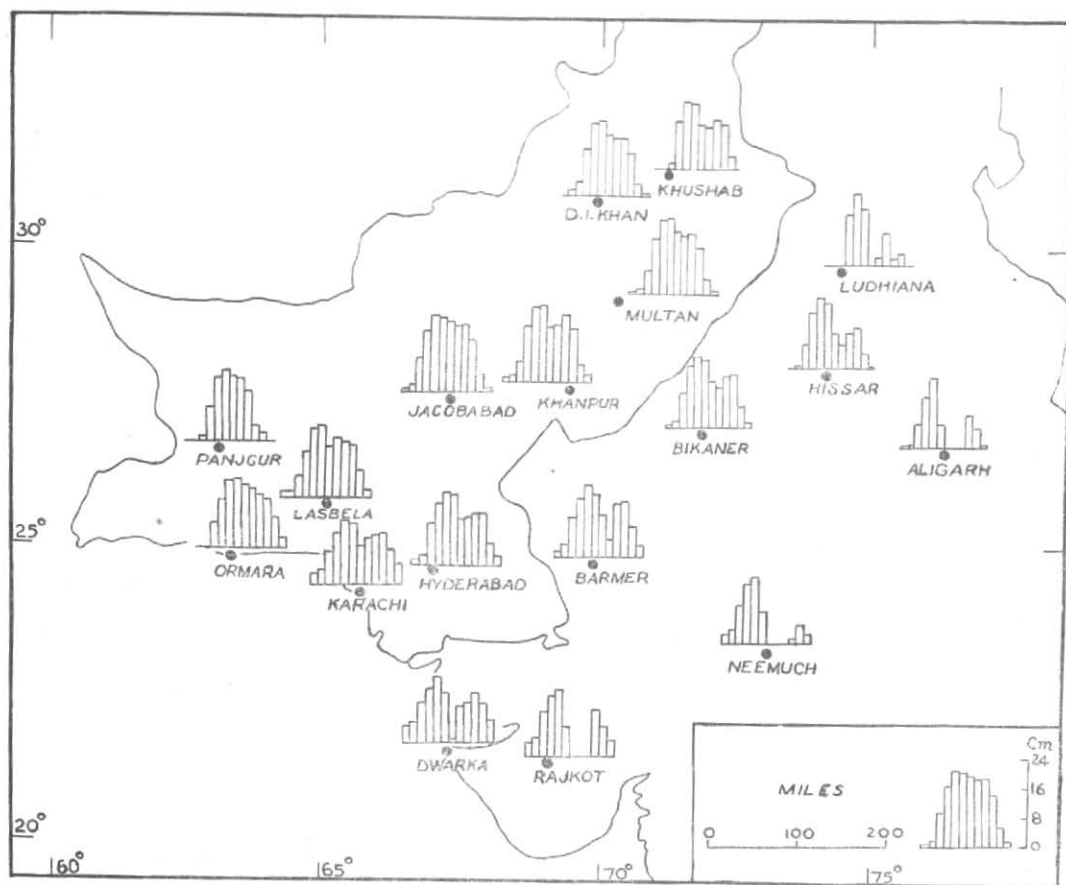 KHUSHAB
D.I.KHAN
30°
LUDHIANA
MULTAN
HISSAR
JACOBABAD
KHANPUR
BIKANER
PANJGUR
ALIGARH
LASBELA
25°
ORMARA
KARACHI
HYDERABAD
BARMER
NEEMUCH
DWARKA
RAJKOT
Cm
24
MILES
16
8
0 100 200
0
20°
60° 65° 70° 75°